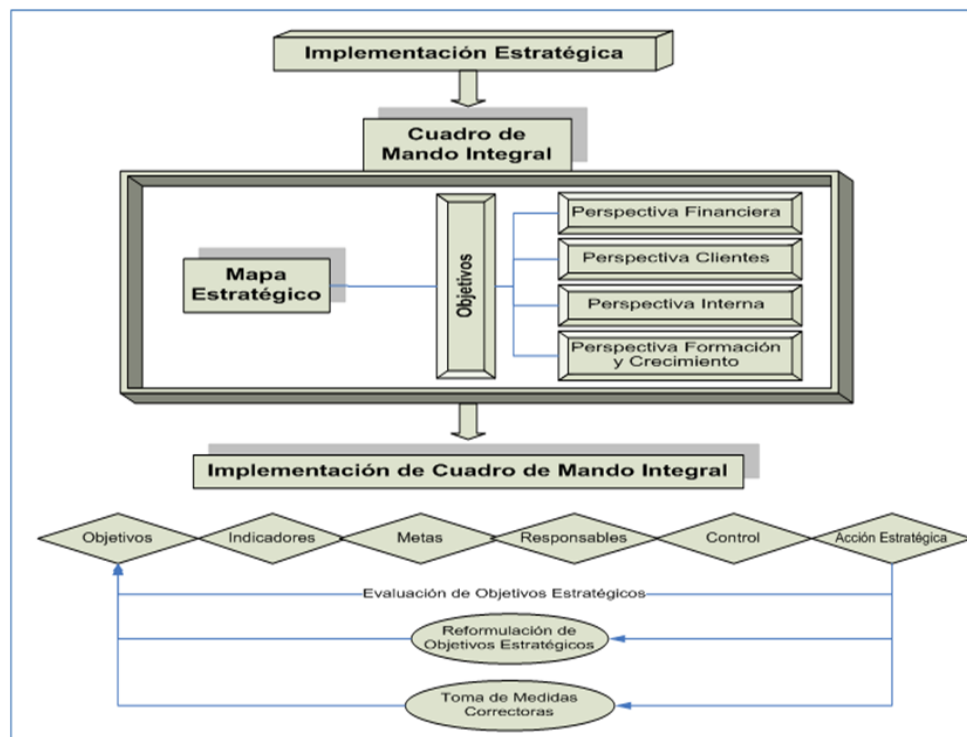 Implementación Estratégica
Cuadro de
Mando Integral
Mapa
Estratégico
Objetivos
Perspectiva Financiera
Perspectiva Clientes
Perspectiva Interna
Perspectiva Formación
y Crecimiento
Implementación de Cuadro de Mando Integral
Objetivos
Indicadores
Metas
Responsables
Control
Acción Estratégica
Evaluación de Objetivos Estratégicos
Reformulación de
Objetivos Estratégicos
Toma de Medidas
Correctoras